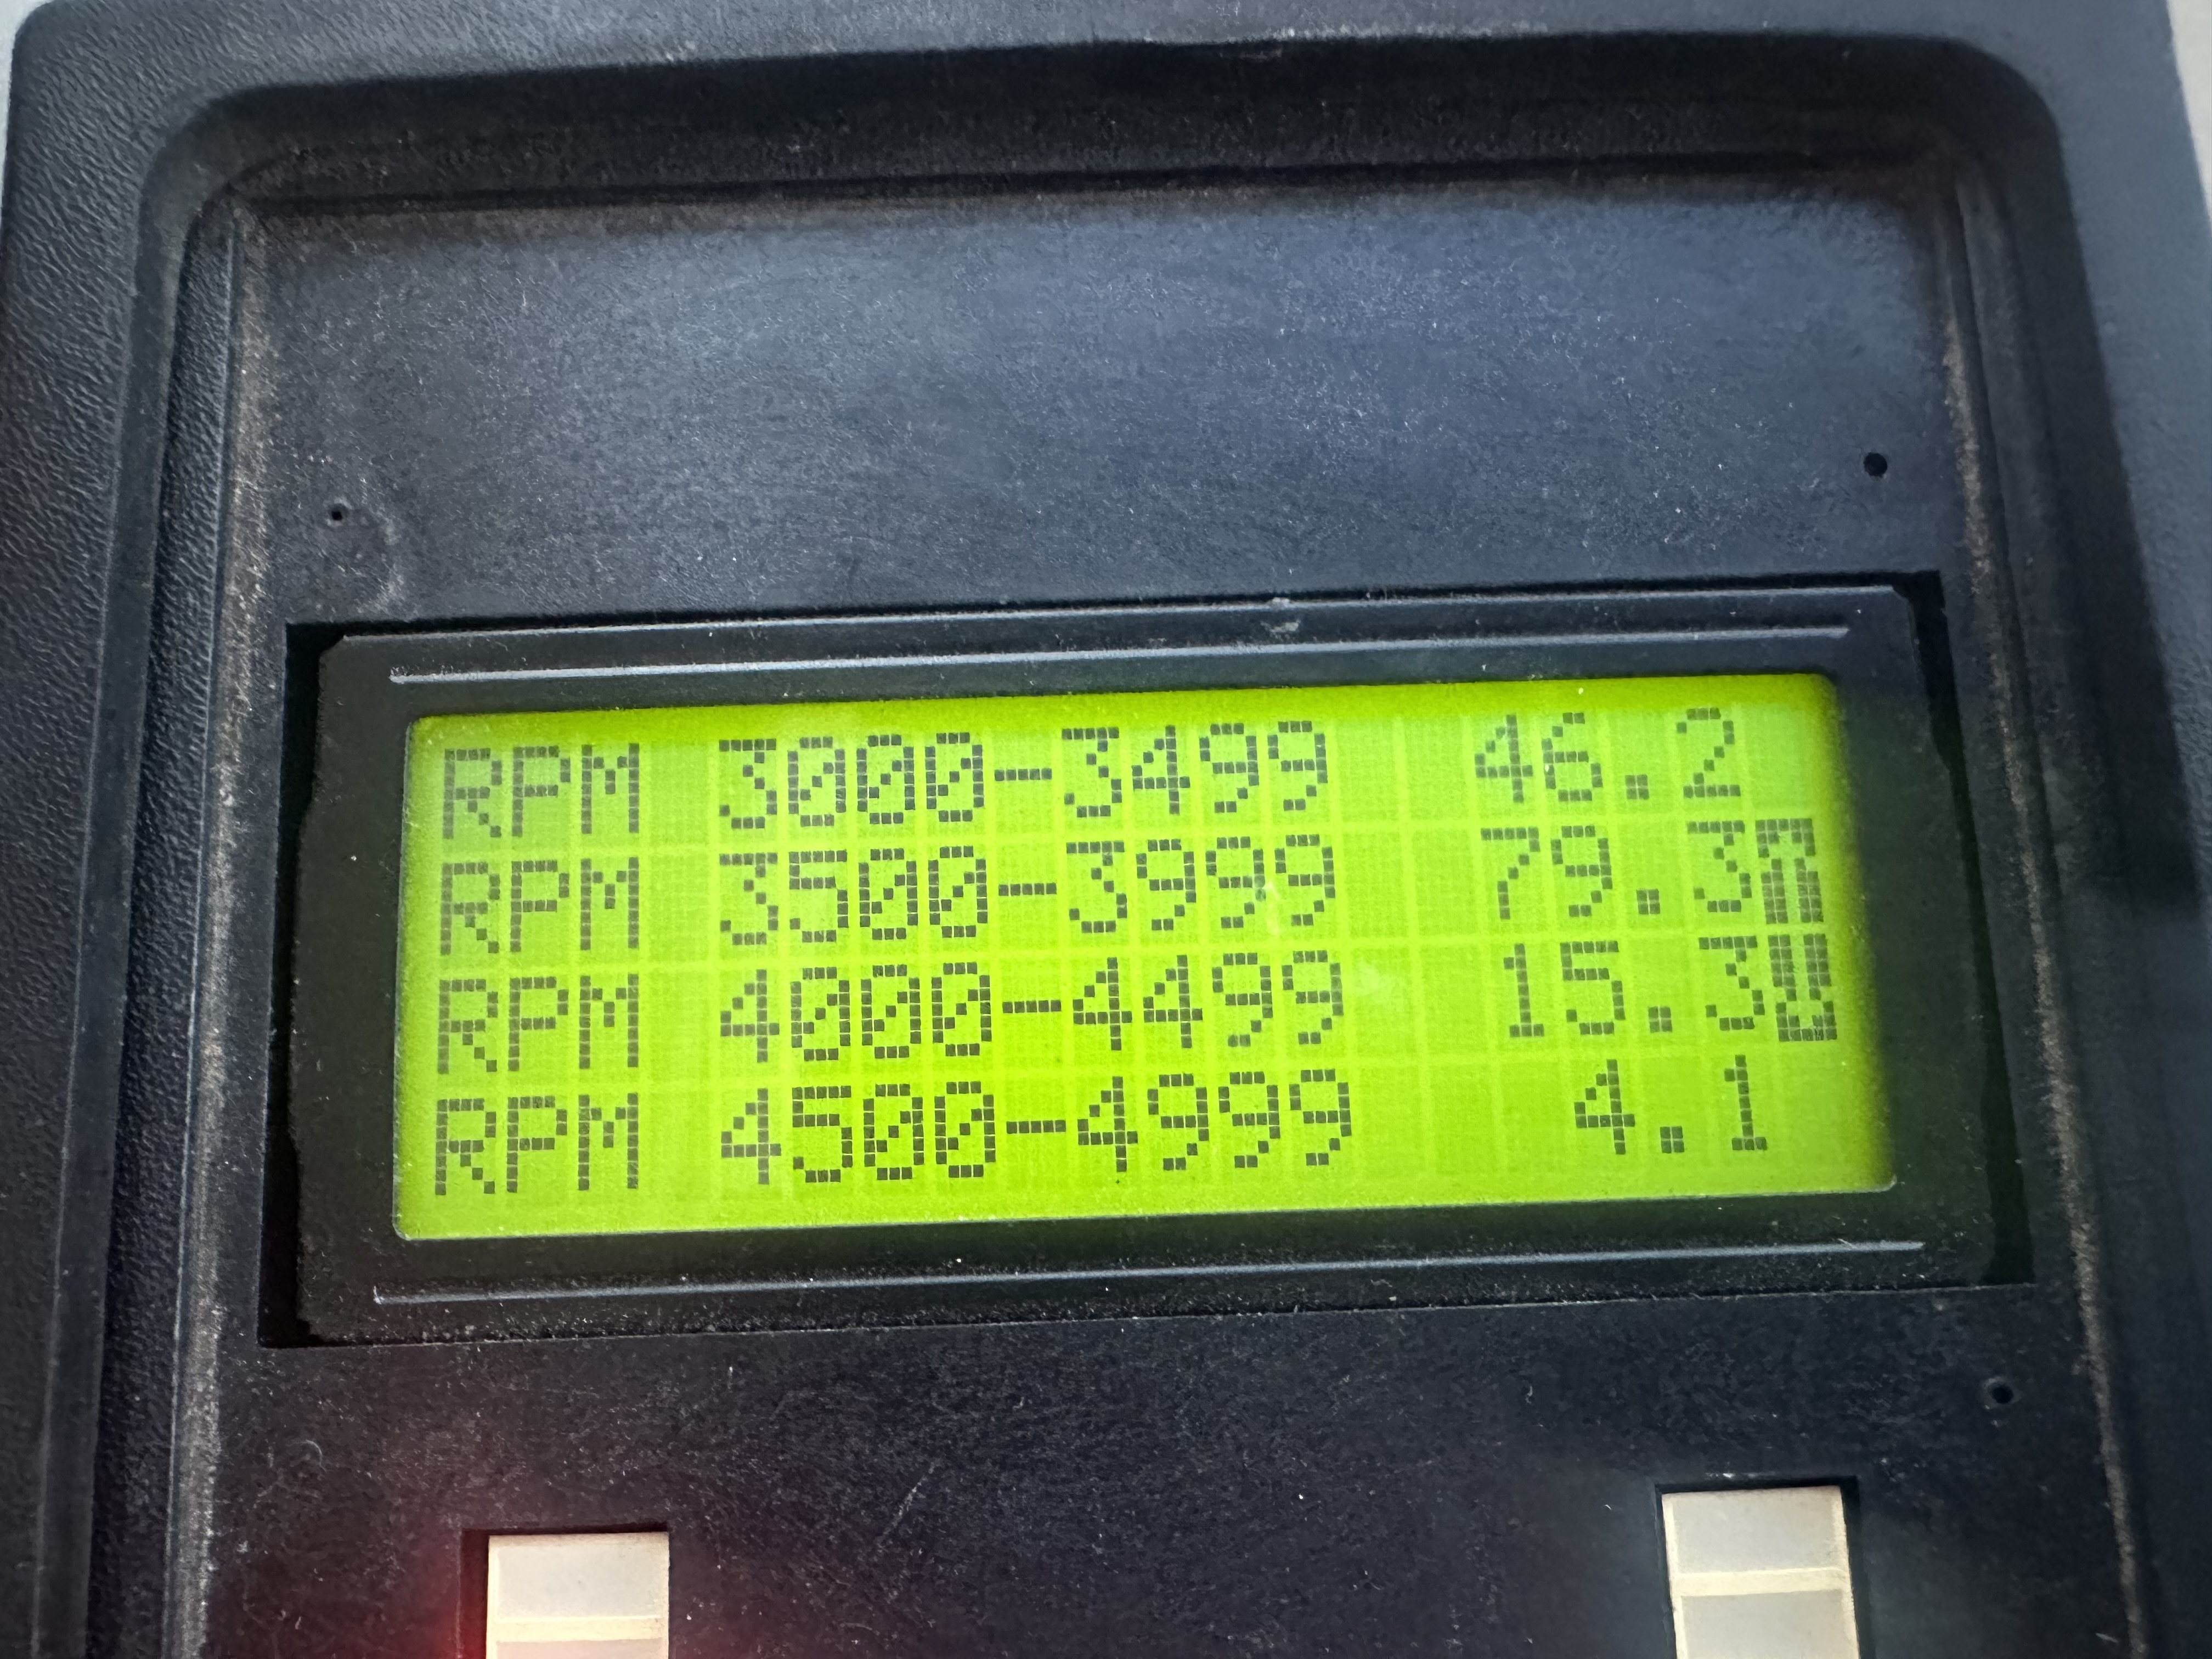 RPM 3000-3499 46.2
RPM 3500-3999 79.3
RPM 4000-4499 15.3
RPM 4500-4999 4.1